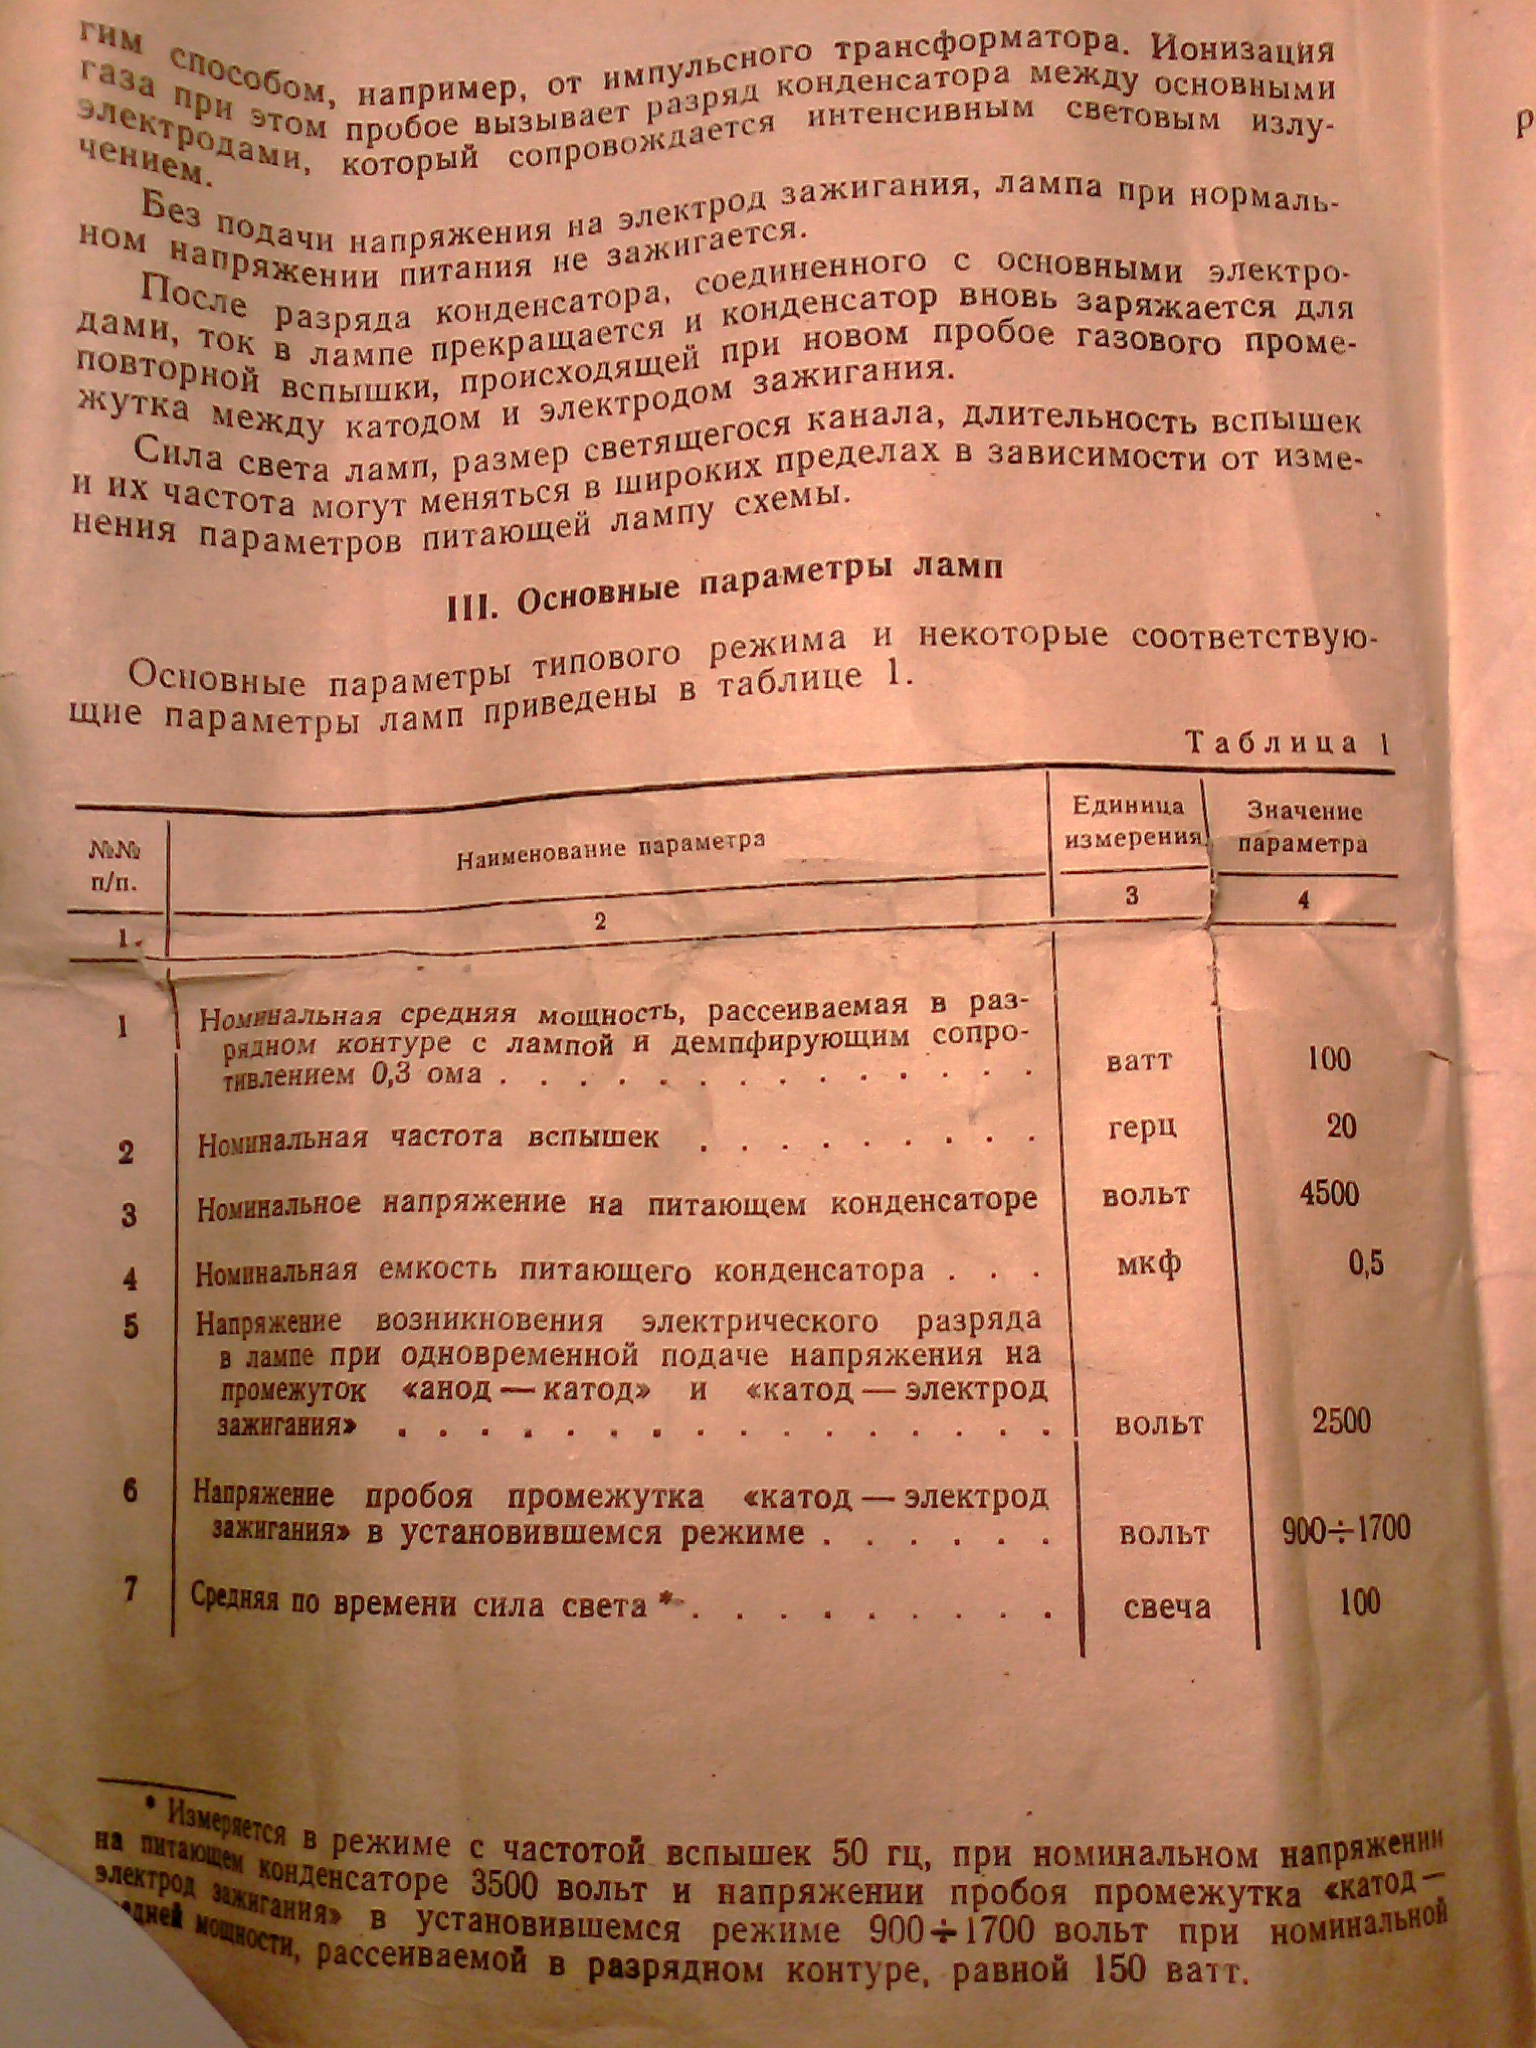 гим способом, например, от импульсного трансформатора. Ионизация
газа при этом пробое вызывает разряд конденсатора между основными
электродами, который сопровождается интенсивным световым излу-
чением.
Без подачи напряжения на электрод зажигания, лампа при нормаль-
ном напряжении питания не зажигается.
После разряда конденсатора, соединенного с основными электро-
дами, ток в лампе прекращается и конденсатор вновь заряжается для
повторной вспышки, происходящей при новом пробое газового проме-
жутка между катодом и электродом зажигания.
Сила света ламп, размер светящегося канала, длительность вспышек
и их частота могут меняться в широких пределах в зависимости от изме-
нения параметров питающей лампу схемы.
III. Основные параметры ламп
Основные параметры типового режима и некоторые соответствую-
щие параметры ламп приведены в таблице 1.
Таблица 1
№№ п/п. Наименование параметра Единица измерения Значение параметра
1. 2 3 4
1 Номинальная средняя мощность, рассеиваемая в раз-
рядном контуре с лампой и демпфирующим сопро-
тивлением 0,3 ома . . . . . . . . . . . . . . ватт 100
2 Номинальная частота вспышек . . . . . . . . . герц 20
3 Номинальное напряжение на питающем конденсаторе вольт 4500
4 Номинальная емкость питающего конденсатора . . . мкф 0,5
5 Напряжение возникновения электрического разряда
в лампе при одновременной подаче напряжения на
промежуток «анод — катод» и «катод — электрод
зажигания» . . . . . . . . . . . . . . . . вольт 2500
6 Напряжение пробоя промежутка «катод — электрод
зажигания» в установившемся режиме . . . . . . вольт 900÷1700
7 Средняя по времени сила света * . . . . . . . . . свеча 100
* Измеряется в режиме с частотой вспышек 50 гц, при номинальном напряжении
на питающем конденсаторе 3500 вольт и напряжении пробоя промежутка «катод —
электрод зажигания» в установившемся режиме 900÷1700 вольт при номинальной
мощности, рассеиваемой в разрядном контуре, равной 150 ватт.
р